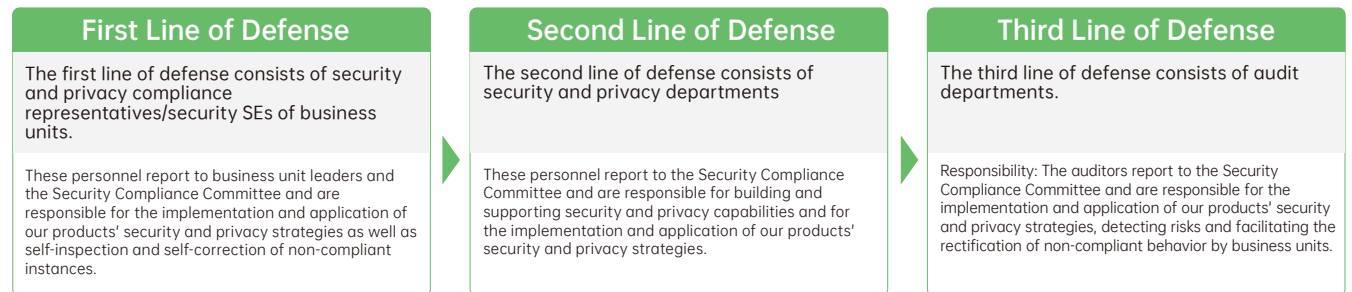 First Line of Defense
The first line of defense consists of security
and privacy compliance
representatives/security SEs of business
units.
These personnel report to business unit leaders and
the Security Compliance Committee and are
responsible for the implementation and application of
our products' security and privacy strategies as well as
self-inspection and self-correction of non-compliant
instances.
Second Line of Defense
The second line of defense consists of
security and privacy departments
These personnel report to the Security Compliance
Committee and are responsible for building and
supporting security and privacy capabilities and for
the implementation and application of our products'
security and privacy strategies.
Third Line of Defense
The third line of defense consists of audit
departments.
Responsibility: The auditors report to the Security
Compliance Committee and are responsible for the
implementation and application of our products' security
and privacy strategies, detecting risks and facilitating the
rectification of non-compliant behavior by business units.